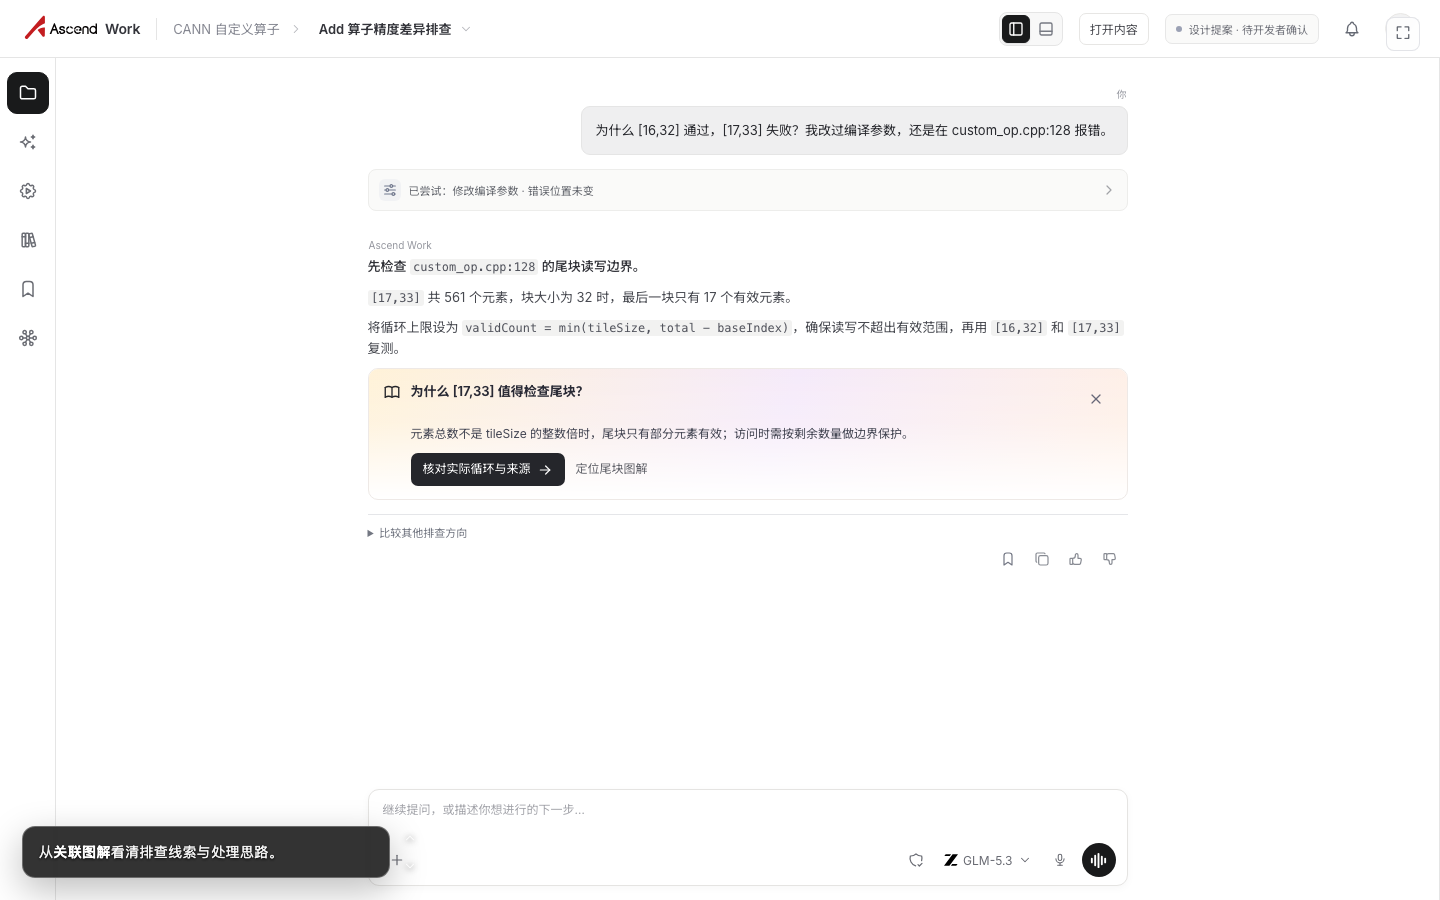 Ascend Work
CANN 自定义算子
Add 算子精度差异排查
打开内容
设计提案 · 待开发者确认
你
为什么 [16,32] 通过，[17,33] 失败？我改过编译参数，还是在 custom_op.cpp:128 报错。
已尝试：修改编译参数 · 错误位置未变
Ascend Work
先检查 custom_op.cpp:128 的尾块读写边界。
[17,33] 共 561 个元素，块大小为 32 时，最后一块只有 17 个有效元素。
将循环上限设为 validCount = min(tileSize, total − baseIndex)，确保读写不超出有效范围，再用 [16,32] 和 [17,33]
复测。
为什么 [17,33] 值得检查尾块？
元素总数不是 tileSize 的整数倍时，尾块只有部分元素有效；访问时需按剩余数量做边界保护。
核对实际循环与来源 →
定位尾块图解
比较其他排查方向
继续提问，或描述你想进行的下一步...
从关联图解看清排查线索与处理思路。
GLM-5.3